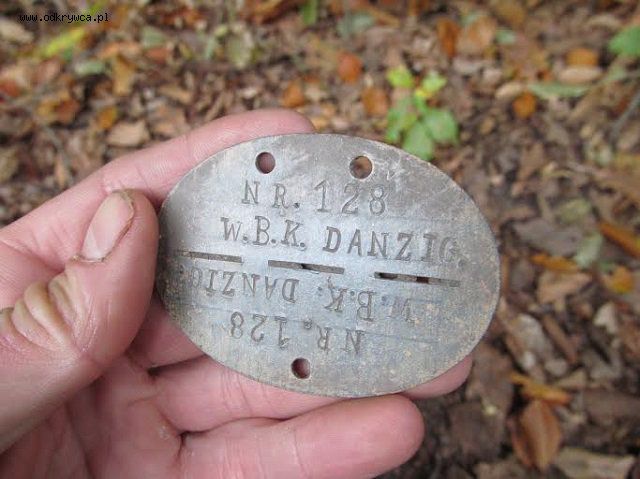 www.odkrywca.pl
NR. 128
W.B.K. DANZIG.
W.B.K. DANZIG.
NR. 128